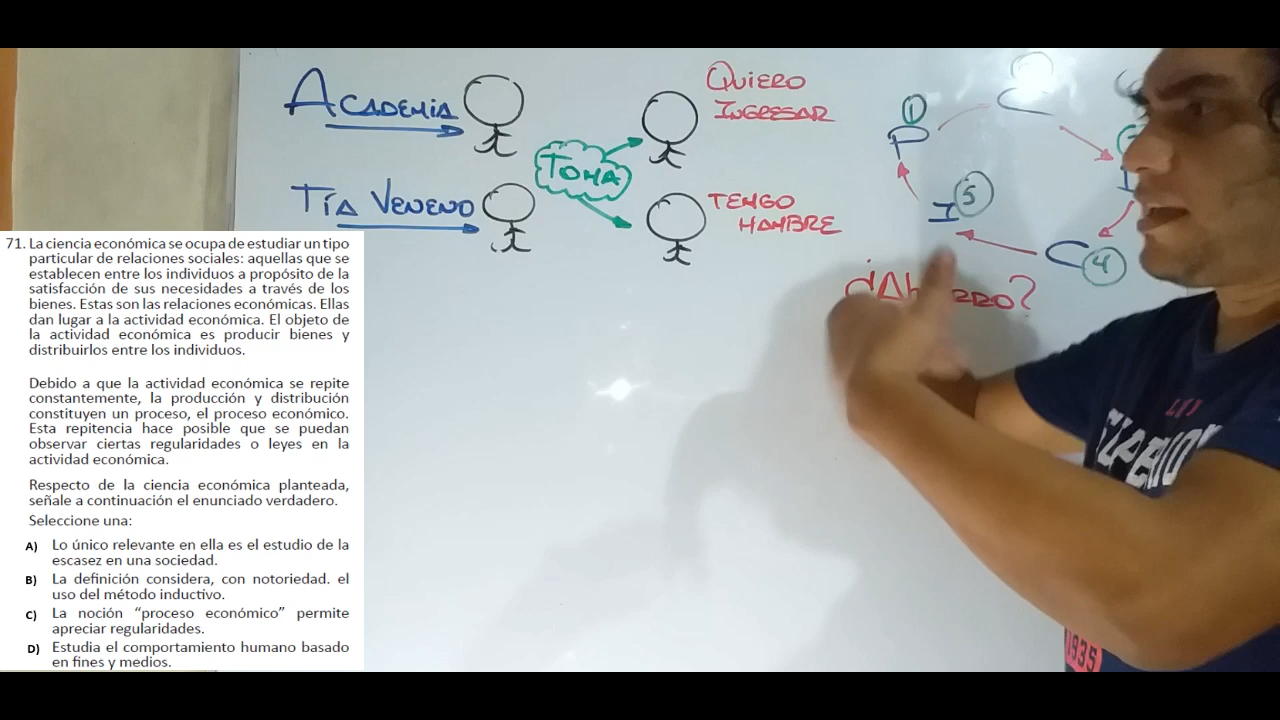 ACADEMIA
QUIERO
INGRESAR
TOMA
TÍA VENENO
TENGO
HAMBRE
1
P
C
I
C 4
I 5
71. La ciencia económica se ocupa de estudiar un tipo
particular de relaciones sociales: aquellas que se
establecen entre los individuos a propósito de la
satisfacción de sus necesidades a través de los
bienes. Estas son las relaciones económicas. Ellas
dan lugar a la actividad económica. El objeto de
la actividad económica es producir bienes y
distribuirlos entre los individuos.
Debido a que la actividad económica se repite
constantemente, la producción y distribución
constituyen un proceso, el proceso económico.
Esta repitencia hace posible que se puedan
observar ciertas regularidades o leyes en la
actividad económica.
Respecto de la ciencia económica planteada,
señale a continuación el enunciado verdadero.
Seleccione una:
A) Lo único relevante en ella es el estudio de la
escasez en una sociedad.
B) La definición considera, con notoriedad. el
uso del método inductivo.
C) La noción “proceso económico” permite
apreciar regularidades.
D) Estudia el comportamiento humano basado
en fines y medios.
1935